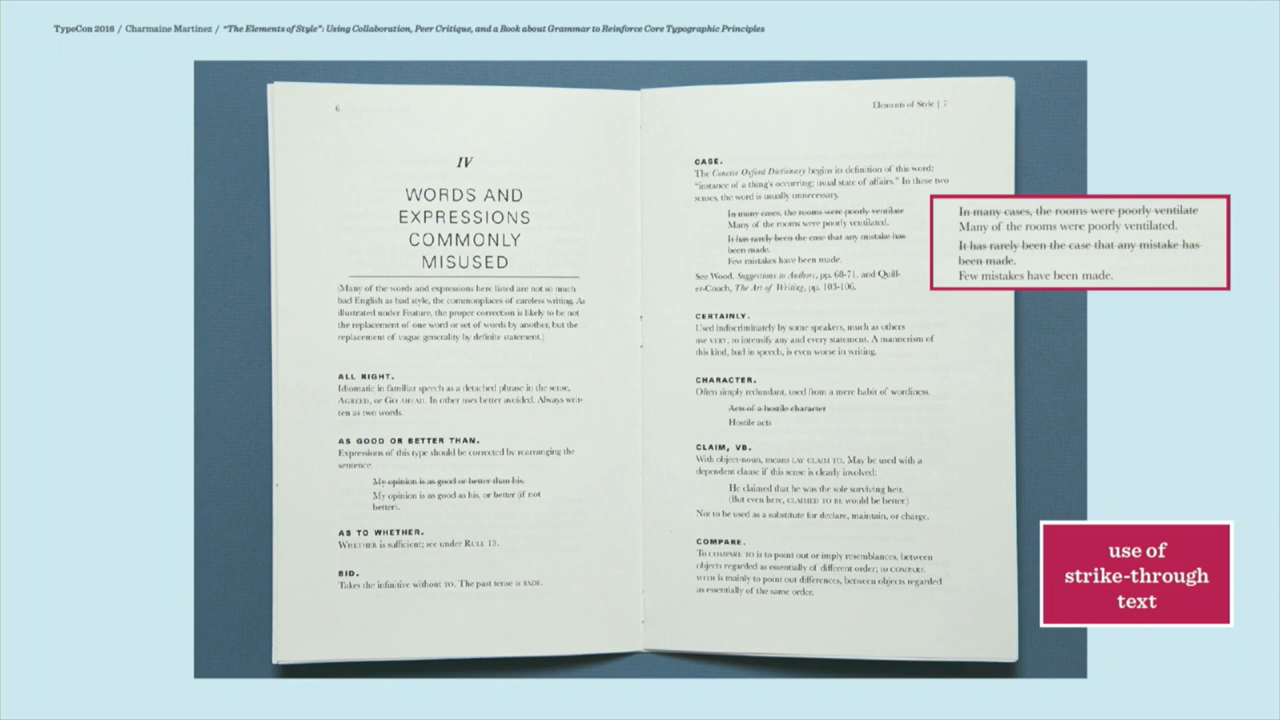 TypeCon 2016 / Charmaine Martinez / "The Elements of Style": Using Collaboration, Peer Critique, and a Book about Grammar to Reinforce Core Typographic Principles
6
IV
WORDS AND
EXPRESSIONS
COMMONLY
MISUSED
(Many of the words and expressions here listed are not so much
bad English as bad style, the commonplaces of careless writing. As
illustrated under Feature, the proper correction is likely to be not
the replacement of one word or set of words by another, but the
replacement of vague generality by definite statement.)
ALL RIGHT.
Idiomatic in familiar speech as a detached phrase in the sense,
AGREED, or GO AHEAD. In other uses better avoided. Always writ-
ten as two words.
AS GOOD OR BETTER THAN.
Expressions of this type should be corrected by rearranging the
sentence.
My opinion is as good or better than his.
My opinion is as good as his, or better (if not
better).
AS TO WHETHER.
WHETHER is sufficient; see under RULE 13.
BID.
Takes the infinitive without TO. The past tense is BADE.
Elements of Style | 7
CASE.
The Concise Oxford Dictionary begins its definition of this word:
"instance of a thing's occurring; usual state of affairs." In these two
senses, the word is usually unnecessary.
In many cases, the rooms were poorly ventilate
Many of the rooms were poorly ventilated.
It has rarely been the case that any mistake has
been made.
Few mistakes have been made.
See Wood, Suggestions to Authors, pp. 68-71, and Quill-
er-Couch, The Art of Writing, pp. 103-106.
CERTAINLY.
Used indiscriminately by some speakers, much as others
use VERY, to intensify any and every statement. A mannerism of
this kind, bad in speech, is even worse in writing.
CHARACTER.
Often simply redundant, used from a mere habit of wordiness.
Acts of a hostile character
Hostile acts
CLAIM, VB.
With object-noun, means LAY CLAIM TO. May be used with a
dependent clause if this sense is clearly involved:
He claimed that he was the sole surviving heir.
(But even here, CLAIMED TO BE would be better.)
Not to be used as a substitute for declare, maintain, or charge.
COMPARE.
To COMPARE TO is to point out or imply resemblances, between
objects regarded as essentially of different order; to COMPARE
WITH is mainly to point out differences, between objects regarded
as essentially of the same order.
In many cases, the rooms were poorly ventilate
Many of the rooms were poorly ventilated.
It has rarely been the case that any mistake has
been made.
Few mistakes have been made.
use of
strike-through
text